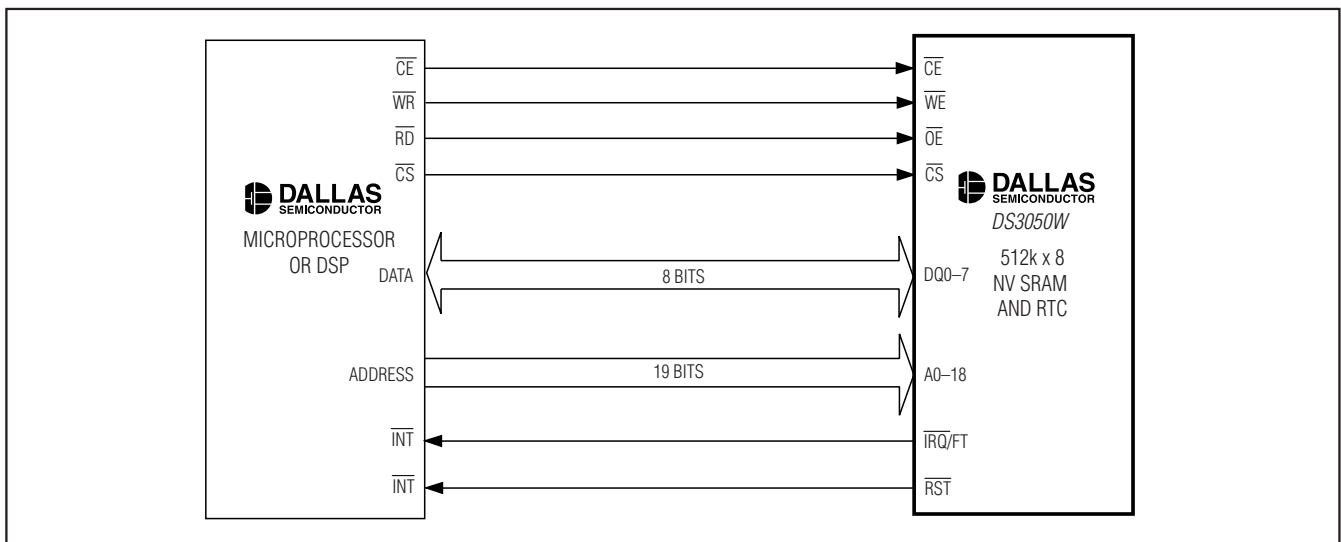 CE
WR
RD
CS
DALLAS
SEMICONDUCTOR
MICROPROCESSOR
OR DSP
DATA
ADDRESS
INT
INT
8 BITS
19 BITS
CE
WE
OE
CS
DALLAS
SEMICONDUCTOR
DS3050W
512k x 8
NV SRAM
AND RTC
DQ0–7
A0–18
IRQ/FT
RST